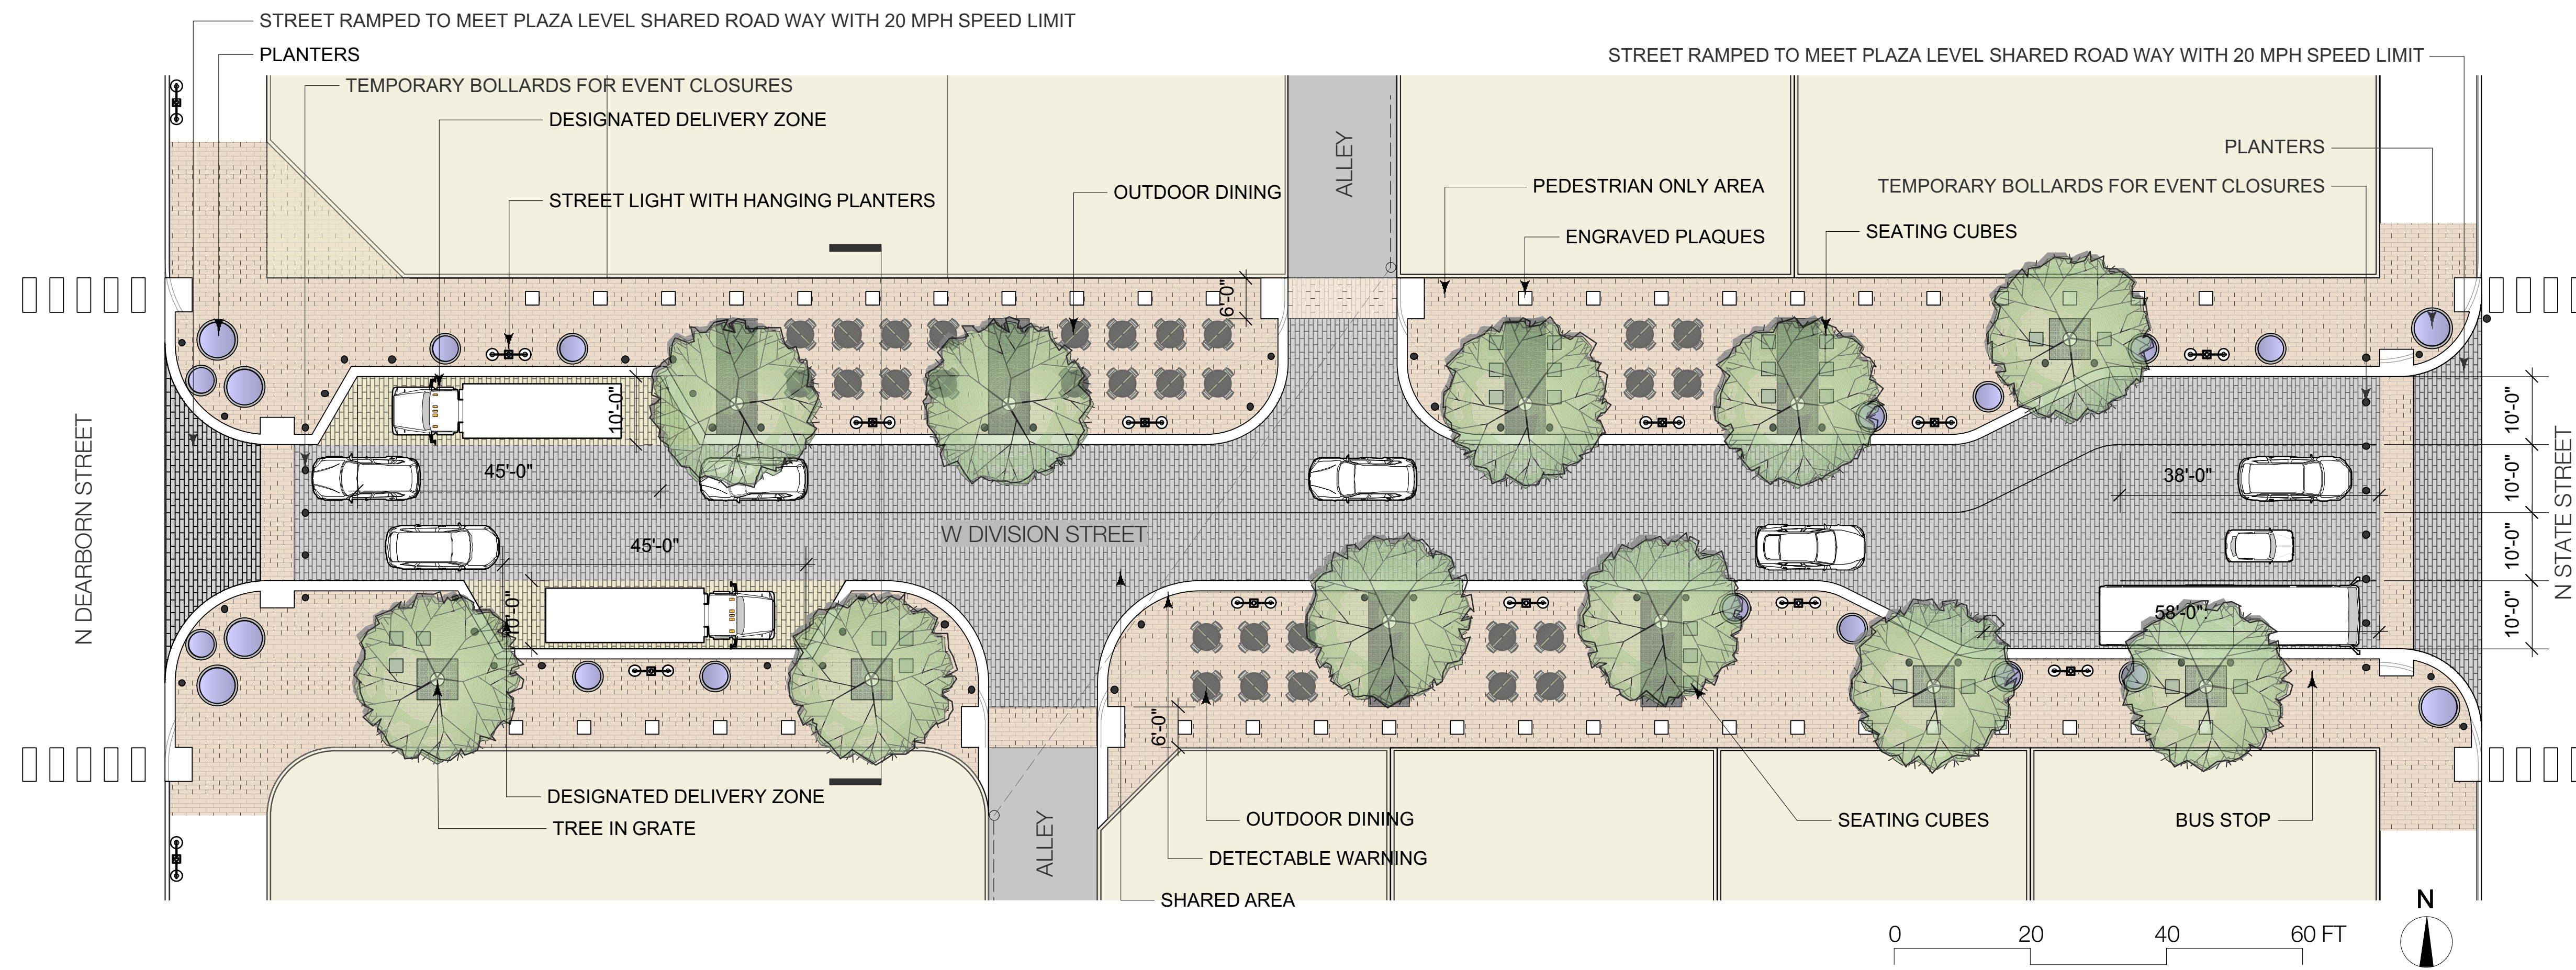 STREET RAMPED TO MEET PLAZA LEVEL SHARED ROAD WAY WITH 20 MPH SPEED LIMIT
PLANTERS
STREET RAMPED TO MEET PLAZA LEVEL SHARED ROAD WAY WITH 20 MPH SPEED LIMIT
TEMPORARY BOLLARDS FOR EVENT CLOSURES
DESIGNATED DELIVERY ZONE
STREET LIGHT WITH HANGING PLANTERS
OUTDOOR DINING
ALLEY
PEDESTRIAN ONLY AREA
ENGRAVED PLAQUES
SEATING CUBES
PLANTERS
TEMPORARY BOLLARDS FOR EVENT CLOSURES
6'-0"
10'-0"
45'-0"
45'-0"
10'-0"
W DIVISION STREET
38'-0"
58'-0"
10'-0"
10'-0"
10'-0"
10'-0"
N DEARBORN STREET
N STATE STREET
6'-0"
DESIGNATED DELIVERY ZONE
TREE IN GRATE
ALLEY
OUTDOOR DINING
DETECTABLE WARNING
SHARED AREA
SEATING CUBES
BUS STOP
N
0 20 40 60 FT